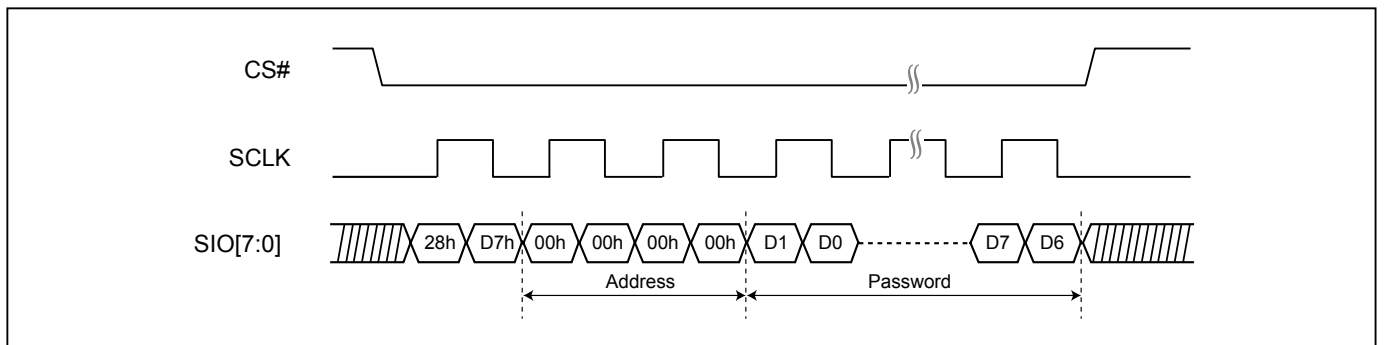 CS#
SCLK
SIO[7:0] 28h D7h 00h 00h 00h 00h D1 D0 D7 D6
Address Password